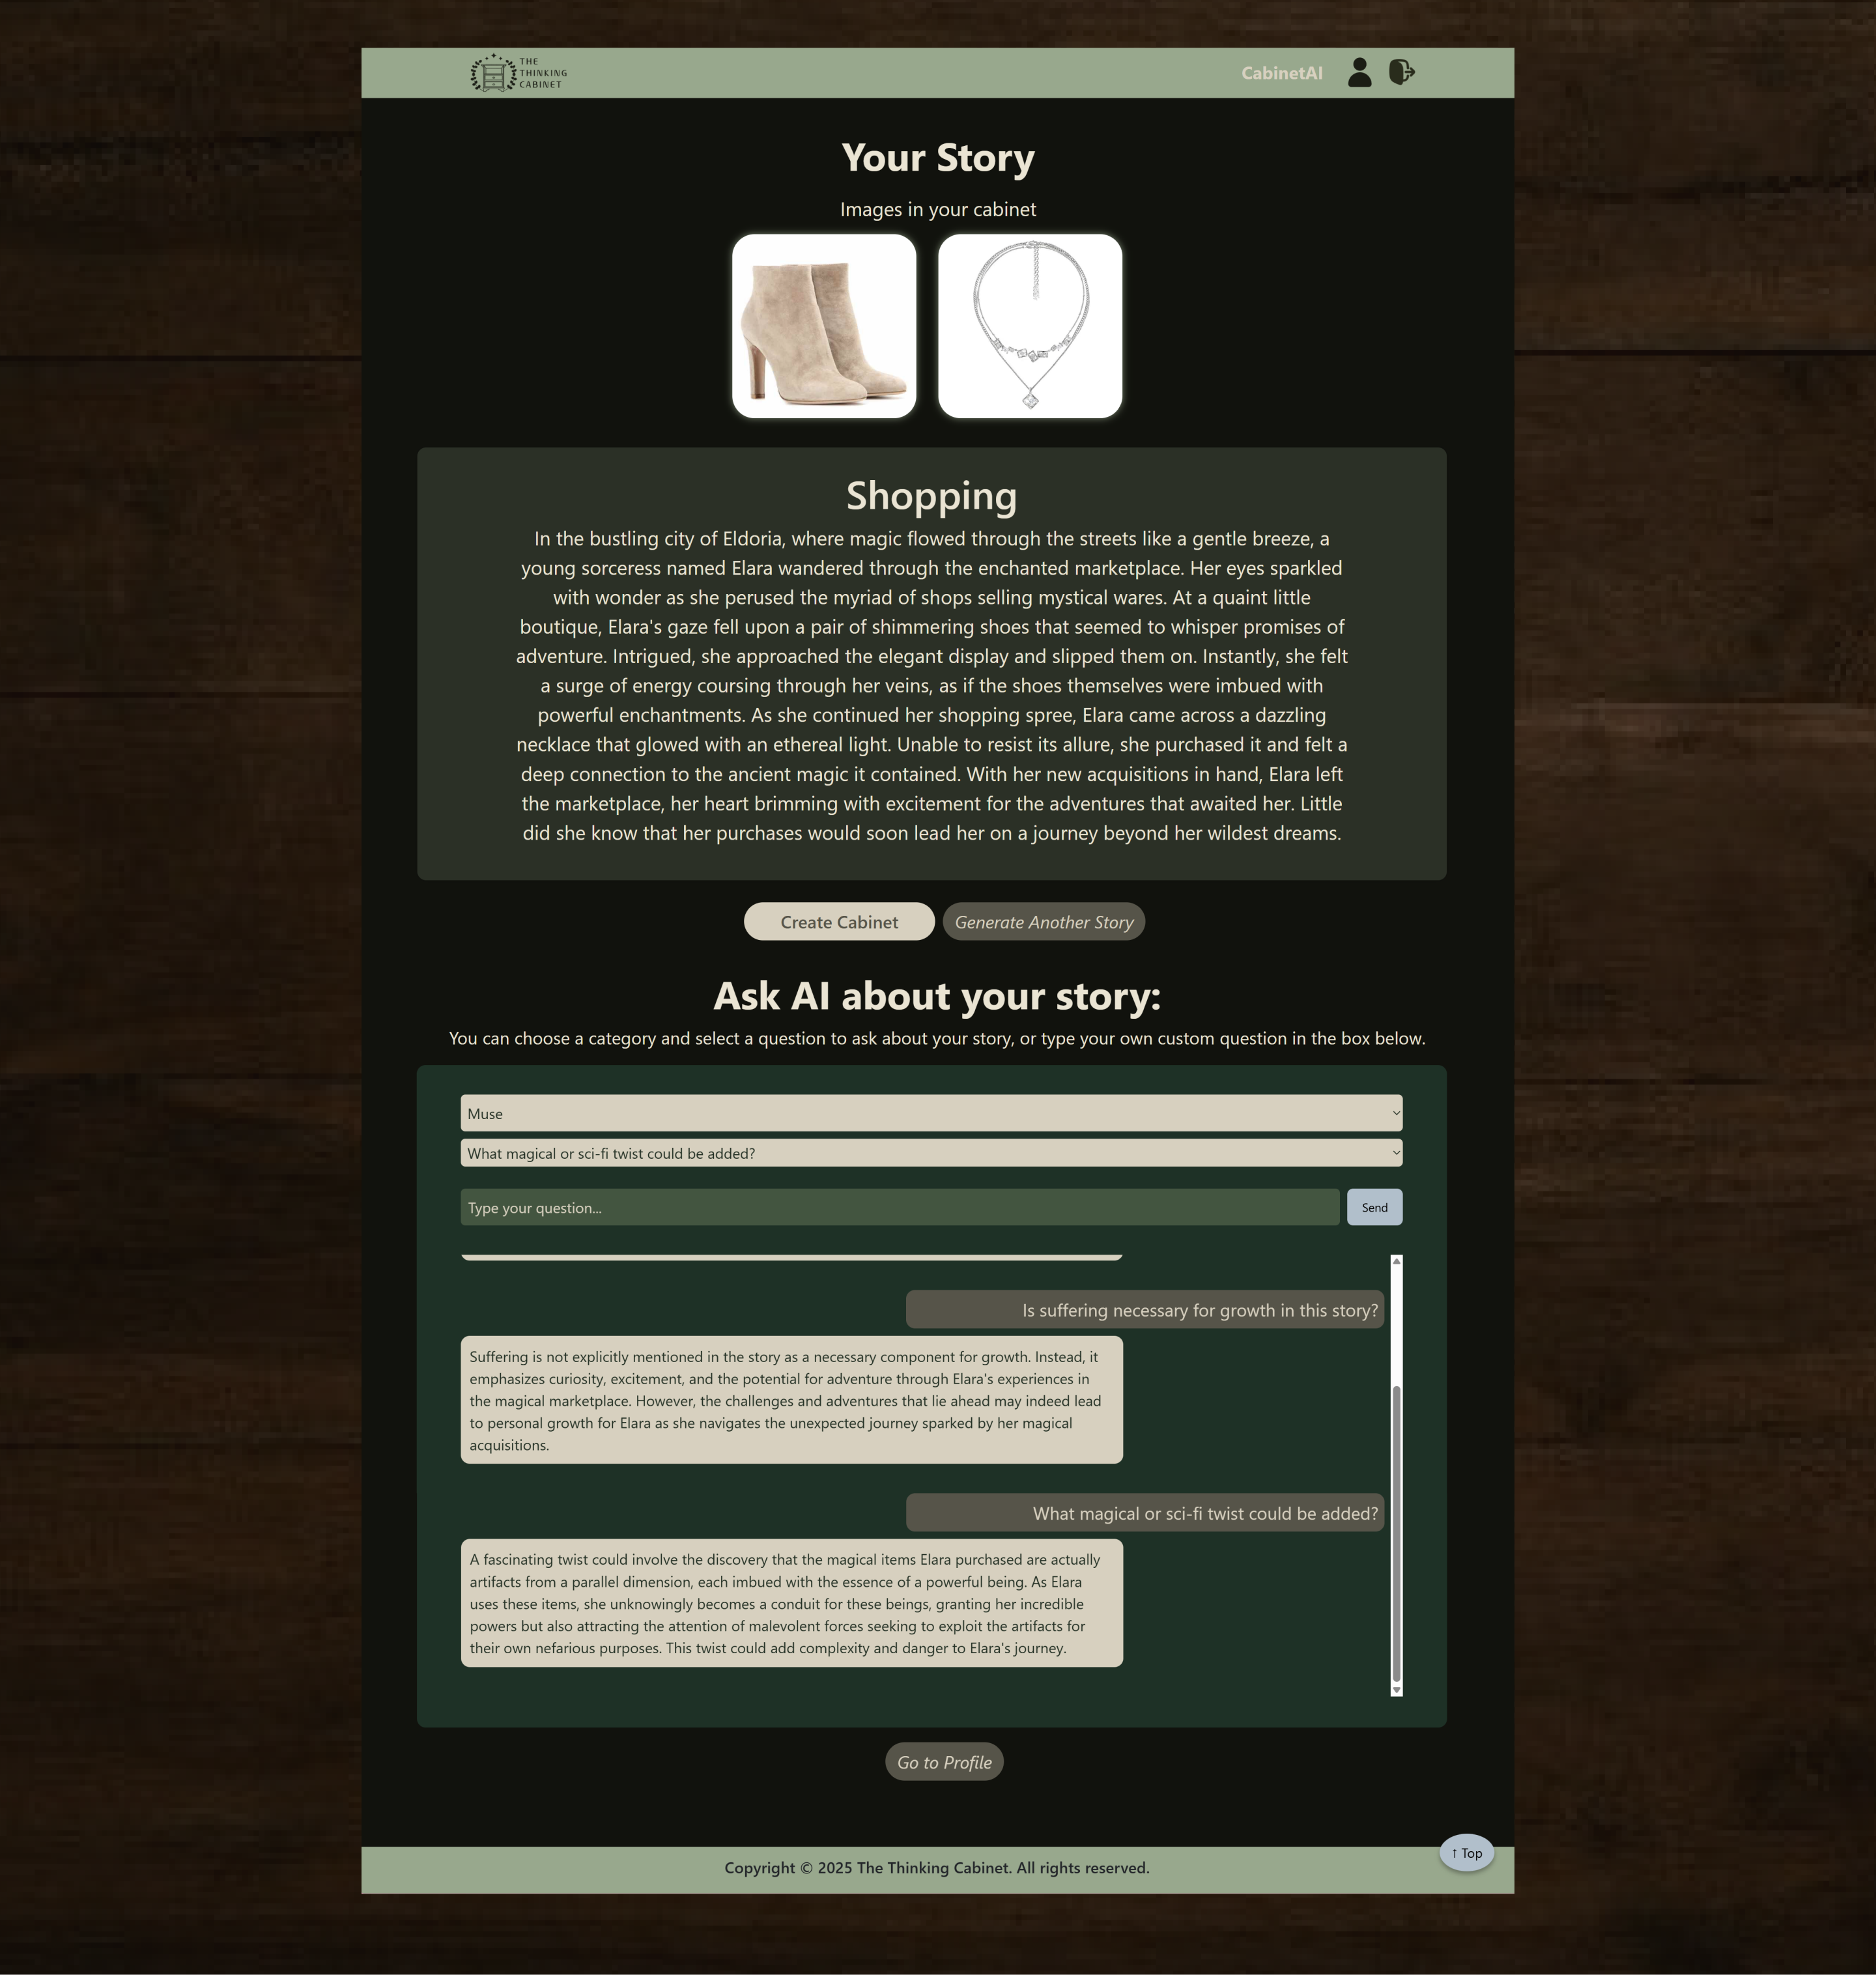 THE
THINKING
CABINET
CabinetAI
Your Story
Images in your cabinet
Shopping
In the bustling city of Eldoria, where magic flowed through the streets like a gentle breeze, a
young sorceress named Elara wandered through the enchanted marketplace. Her eyes sparkled
with wonder as she perused the myriad of shops selling mystical wares. At a quaint little
boutique, Elara's gaze fell upon a pair of shimmering shoes that seemed to whisper promises of
adventure. Intrigued, she approached the elegant display and slipped them on. Instantly, she felt
a surge of energy coursing through her veins, as if the shoes themselves were imbued with
powerful enchantments. As she continued her shopping spree, Elara came across a dazzling
necklace that glowed with an ethereal light. Unable to resist its allure, she purchased it and felt a
deep connection to the ancient magic it contained. With her new acquisitions in hand, Elara left
the marketplace, her heart brimming with excitement for the adventures that awaited her. Little
did she know that her purchases would soon lead her on a journey beyond her wildest dreams.
Create Cabinet
Generate Another Story
Ask AI about your story:
You can choose a category and select a question to ask about your story, or type your own custom question in the box below.
Muse
What magical or sci-fi twist could be added?
Type your question...
Send
Is suffering necessary for growth in this story?
Suffering is not explicitly mentioned in the story as a necessary component for growth. Instead, it
emphasizes curiosity, excitement, and the potential for adventure through Elara's experiences in
the magical marketplace. However, the challenges and adventures that lie ahead may indeed lead
to personal growth for Elara as she navigates the unexpected journey sparked by her magical
acquisitions.
What magical or sci-fi twist could be added?
A fascinating twist could involve the discovery that the magical items Elara purchased are actually
artifacts from a parallel dimension, each imbued with the essence of a powerful being. As Elara
uses these items, she unknowingly becomes a conduit for these beings, granting her incredible
powers but also attracting the attention of malevolent forces seeking to exploit the artifacts for
their own nefarious purposes. This twist could add complexity and danger to Elara's journey.
Go to Profile
↑ Top
Copyright © 2025 The Thinking Cabinet. All rights reserved.